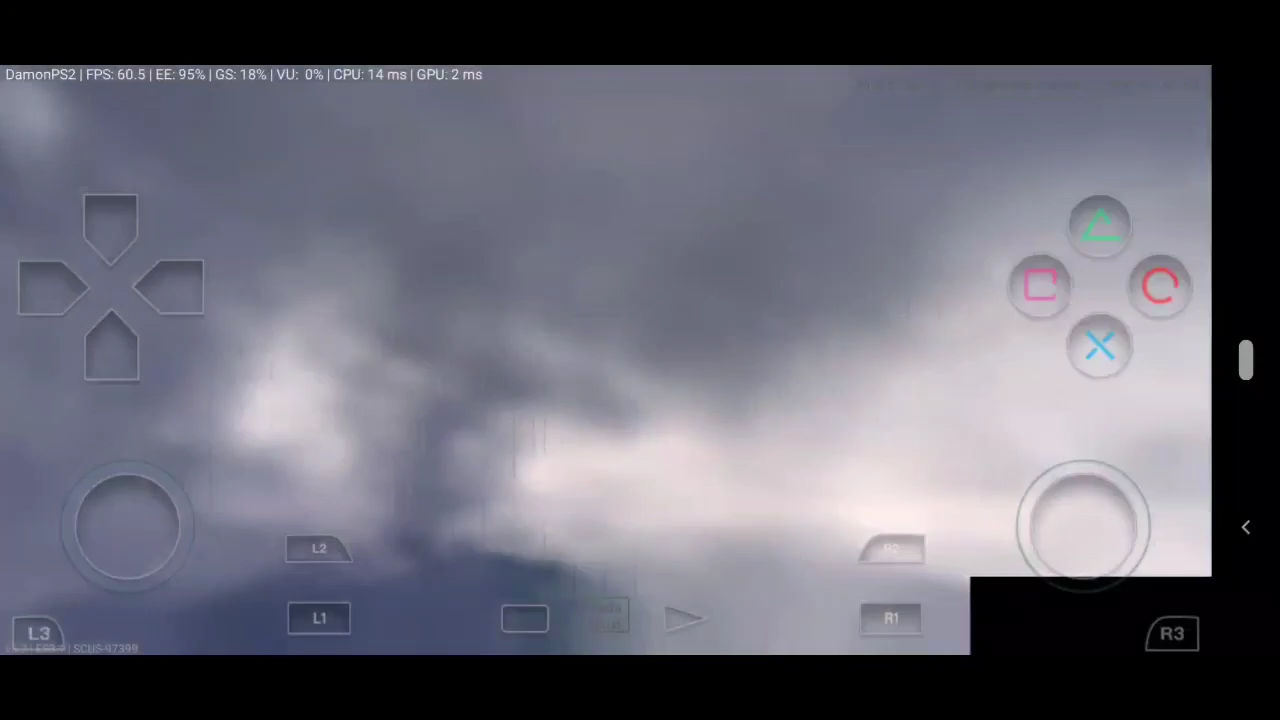 DamonPS2 | FPS: 60.5 | EE: 95% | GS: 18% | VU: 0% | CPU: 14 ms | GPU: 2 ms
L2
R2
L1
R1
L3
R3
SCUS-97399